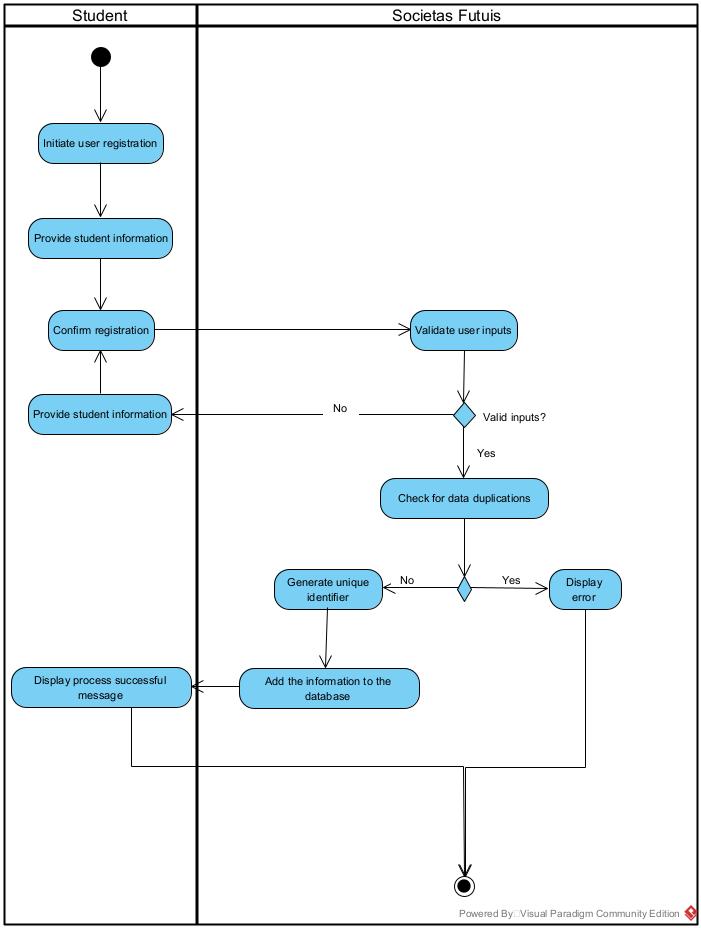 Student
Societas Futuis
Initiate user registration
Provide student information
Confirm registration
Validate user inputs
Provide student information
No
Valid inputs?
Yes
Check for data duplications
Generate unique
identifier
No
Yes
Display
error
Display process successful
message
Add the information to the
database
Powered By Visual Paradigm Community Edition